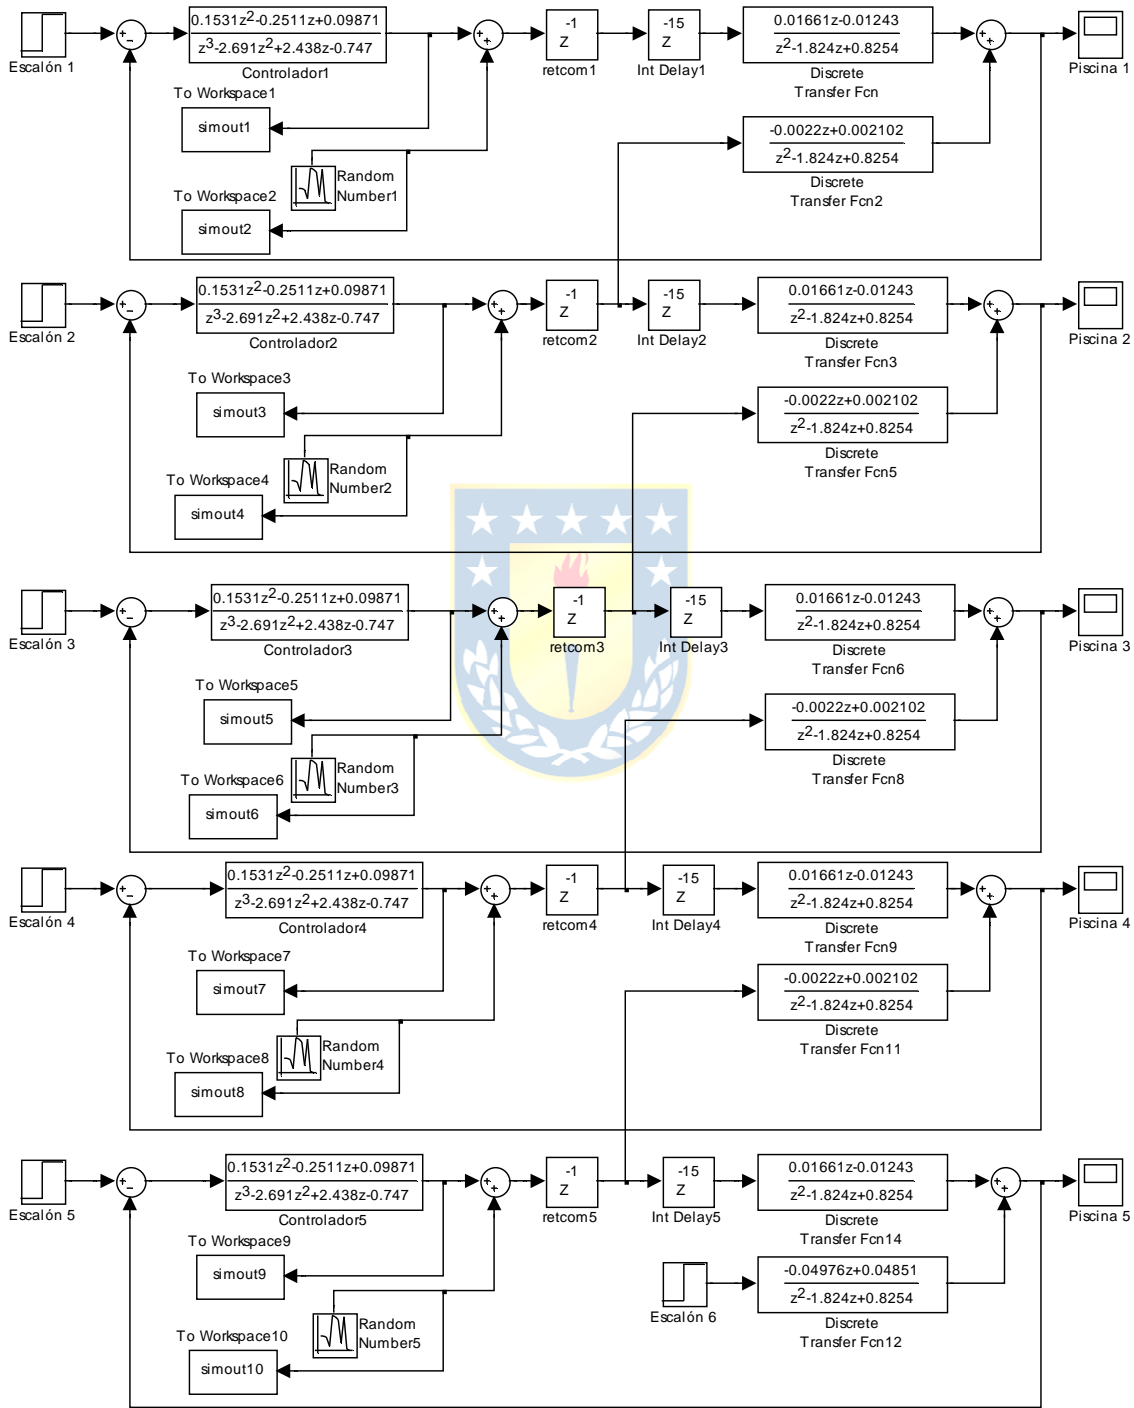 0.1531z2-0.2511z+0.09871
z3-2.691z2+2.438z-0.747
Controlador1
Escalón 1
-1
Z
retcom1
-15
Z
Int Delay1
0.01661z-0.01243
z2-1.824z+0.8254
Discrete
Transfer Fcn
Piscina 1
To Workspace1
simout1
Random
Number1
To Workspace2
simout2
-0.0022z+0.002102
z2-1.824z+0.8254
Discrete
Transfer Fcn2
0.1531z2-0.2511z+0.09871
z3-2.691z2+2.438z-0.747
Controlador2
Escalón 2
-1
Z
retcom2
-15
Z
Int Delay2
0.01661z-0.01243
z2-1.824z+0.8254
Discrete
Transfer Fcn3
Piscina 2
To Workspace3
simout3
Random
Number2
To Workspace4
simout4
-0.0022z+0.002102
z2-1.824z+0.8254
Discrete
Transfer Fcn5
0.1531z2-0.2511z+0.09871
z3-2.691z2+2.438z-0.747
Controlador3
Escalón 3
-1
Z
retcom3
-15
Z
Int Delay3
0.01661z-0.01243
z2-1.824z+0.8254
Discrete
Transfer Fcn6
Piscina 3
To Workspace5
simout5
Random
Number3
To Workspace6
simout6
-0.0022z+0.002102
z2-1.824z+0.8254
Discrete
Transfer Fcn8
0.1531z2-0.2511z+0.09871
z3-2.691z2+2.438z-0.747
Controlador4
Escalón 4
-1
Z
retcom4
-15
Z
Int Delay4
0.01661z-0.01243
z2-1.824z+0.8254
Discrete
Transfer Fcn9
Piscina 4
To Workspace7
simout7
Random
Number4
To Workspace8
simout8
-0.0022z+0.002102
z2-1.824z+0.8254
Discrete
Transfer Fcn11
0.1531z2-0.2511z+0.09871
z3-2.691z2+2.438z-0.747
Controlador5
Escalón 5
-1
Z
retcom5
-15
Z
Int Delay5
0.01661z-0.01243
z2-1.824z+0.8254
Discrete
Transfer Fcn14
Piscina 5
To Workspace9
simout9
Random
Number5
To Workspace10
simout10
Escalón 6
-0.04976z+0.04851
z2-1.824z+0.8254
Discrete
Transfer Fcn12